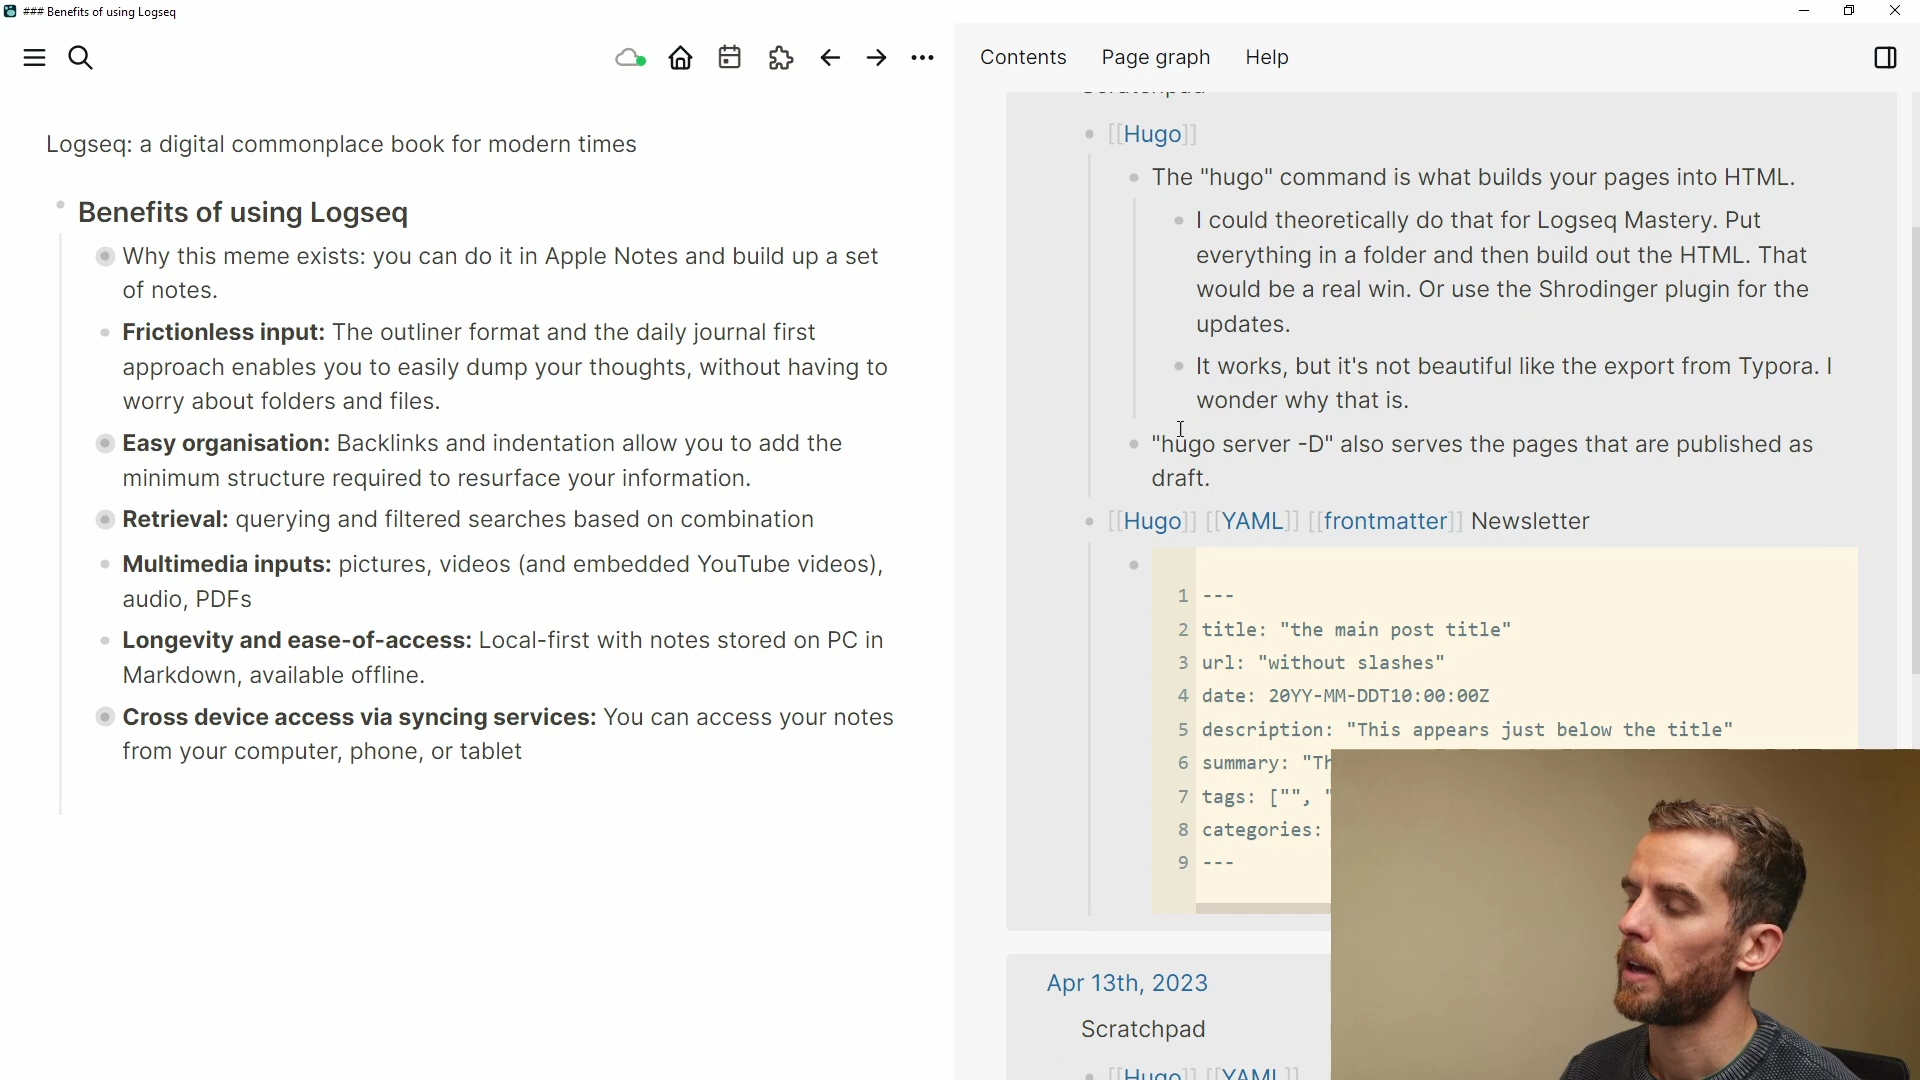 ### Benefits of using Logseq
Contents Page graph Help
Logseq: a digital commonplace book for modern times
Benefits of using Logseq
Why this meme exists: you can do it in Apple Notes and build up a set
of notes.
Frictionless input: The outliner format and the daily journal first
approach enables you to easily dump your thoughts, without having to
worry about folders and files.
Easy organisation: Backlinks and indentation allow you to add the
minimum structure required to resurface your information.
Retrieval: querying and filtered searches based on combination
Multimedia inputs: pictures, videos (and embedded YouTube videos),
audio, PDFs
Longevity and ease-of-access: Local-first with notes stored on PC in
Markdown, available offline.
Cross device access via syncing services: You can access your notes
from your computer, phone, or tablet
Scratchpad
[[Hugo]]
The "hugo" command is what builds your pages into HTML.
I could theoretically do that for Logseq Mastery. Put
everything in a folder and then build out the HTML. That
would be a real win. Or use the Shrodinger plugin for the
updates.
It works, but it's not beautiful like the export from Typora. I
wonder why that is.
"hugo server -D" also serves the pages that are published as
draft.
[[Hugo]] [[YAML]] [[frontmatter]] Newsletter
1 ---
2 title: "the main post title"
3 url: "without slashes"
4 date: 20YY-MM-DDT10:00:00Z
5 description: "This appears just below the title"
6 summary: "Th
7 tags: ["", "
8 categories:
9 ---
Apr 13th, 2023
Scratchpad
[[Hugo]] [[YAML]]